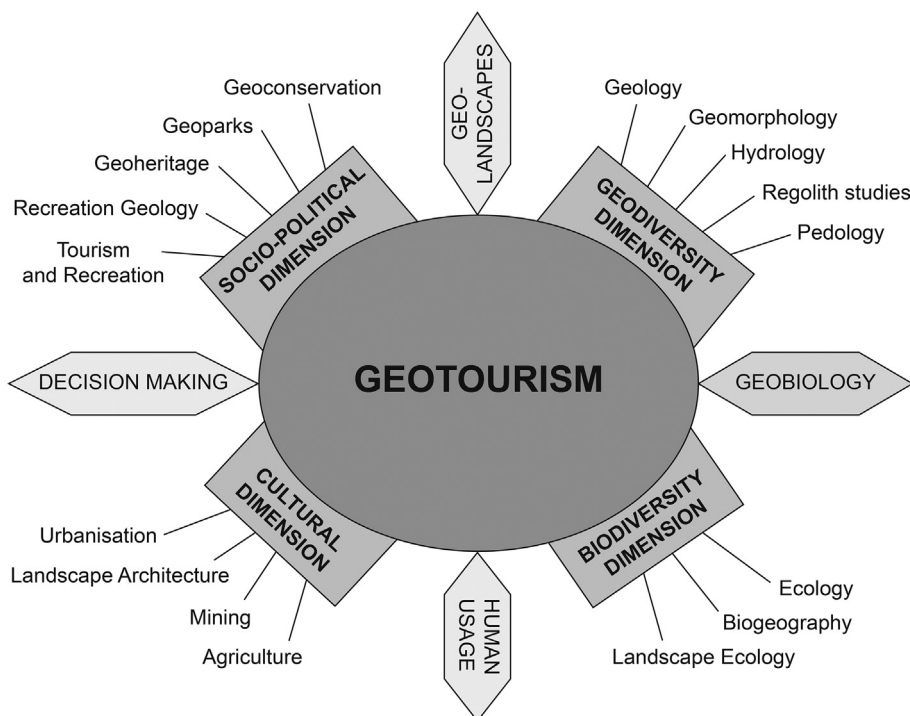 GEO-
LANDSCAPES
Geoconservation
Geoparks
Geoheritage
Recreation Geology
Tourism
and Recreation
SOCIO-POLITICAL
DIMENSION
Geology
Geomorphology
Hydrology
Regolith studies
Pedology
GEODIVERSITY
DIMENSION
DECISION MAKING
GEOTOURISM
GEOBIOLOGY
CULTURAL
DIMENSION
Urbanisation
Landscape Architecture
Mining
Agriculture
HUMAN
USAGE
BIODIVERSITY
DIMENSION
Ecology
Biogeography
Landscape Ecology